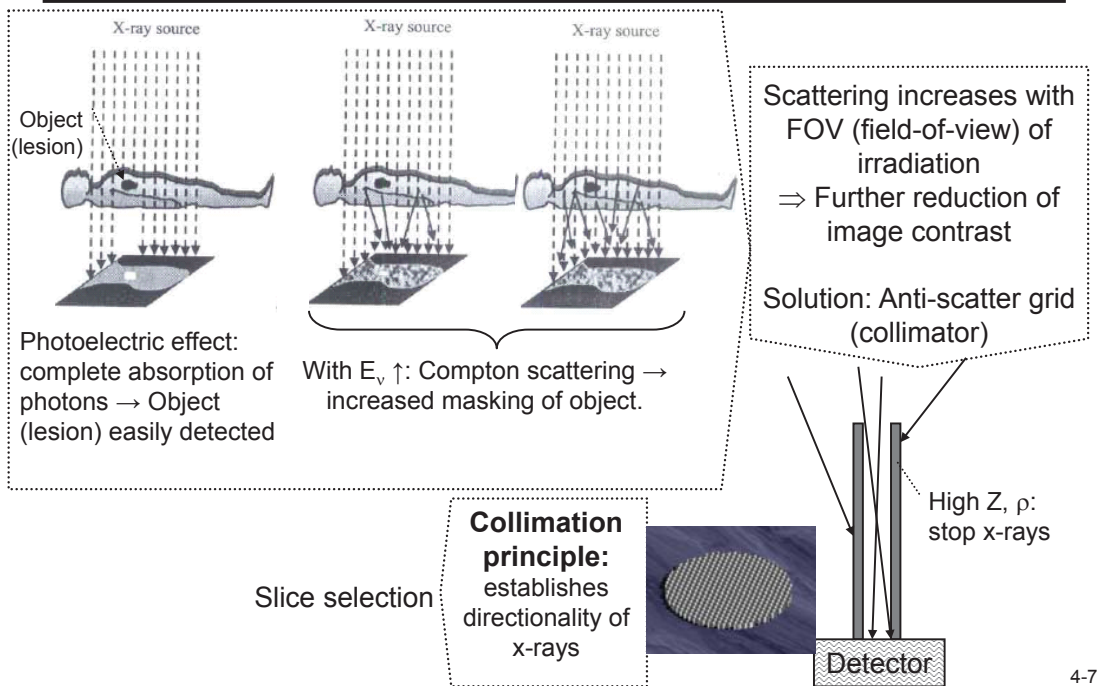 X-ray source
X-ray source
X-ray source
Object
(lesion)
Photoelectric effect:
complete absorption of
photons → Object
(lesion) easily detected
With Eν ↑: Compton scattering →
increased masking of object.
Scattering increases with
FOV (field-of-view) of
irradiation
⇒ Further reduction of
image contrast
Solution: Anti-scatter grid
(collimator)
High Z, ρ:
stop x-rays
Slice selection
Collimation
principle:
establishes
directionality of
x-rays
Detector
4-7